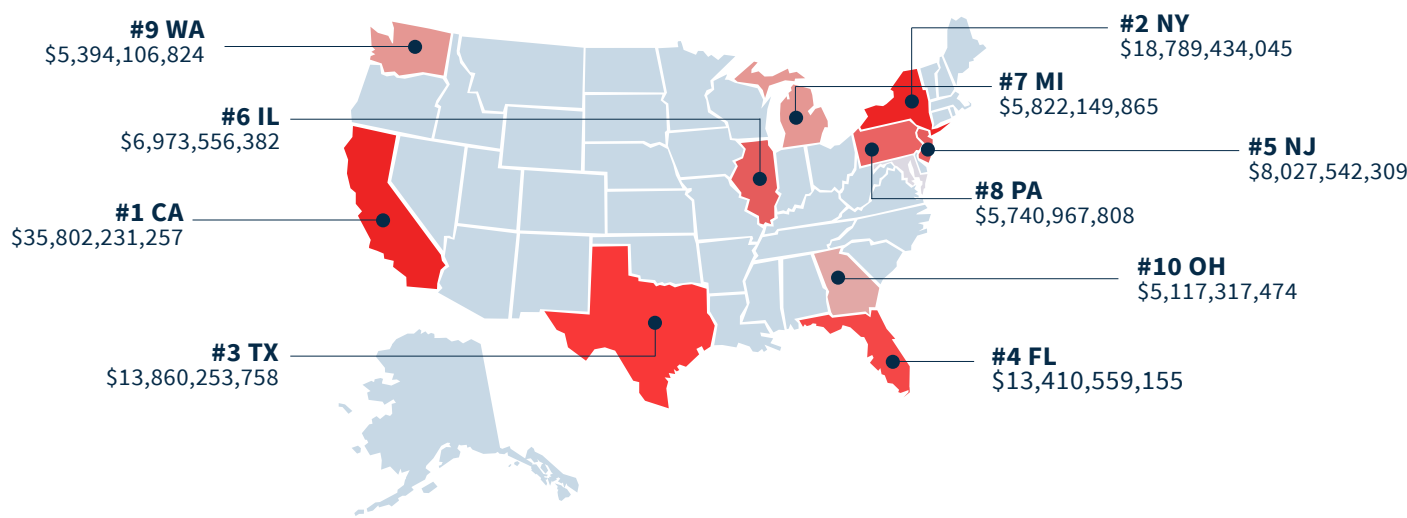 #9 WA
$5,394,106,824
#2 NY
$18,789,434,045
#7 MI
$5,822,149,865
#6 IL
$6,973,556,382
#5 NJ
$8,027,542,309
#8 PA
$5,740,967,808
#1 CA
$35,802,231,257
#10 OH
$5,117,317,474
#3 TX
$13,860,253,758
#4 FL
$13,410,559,155